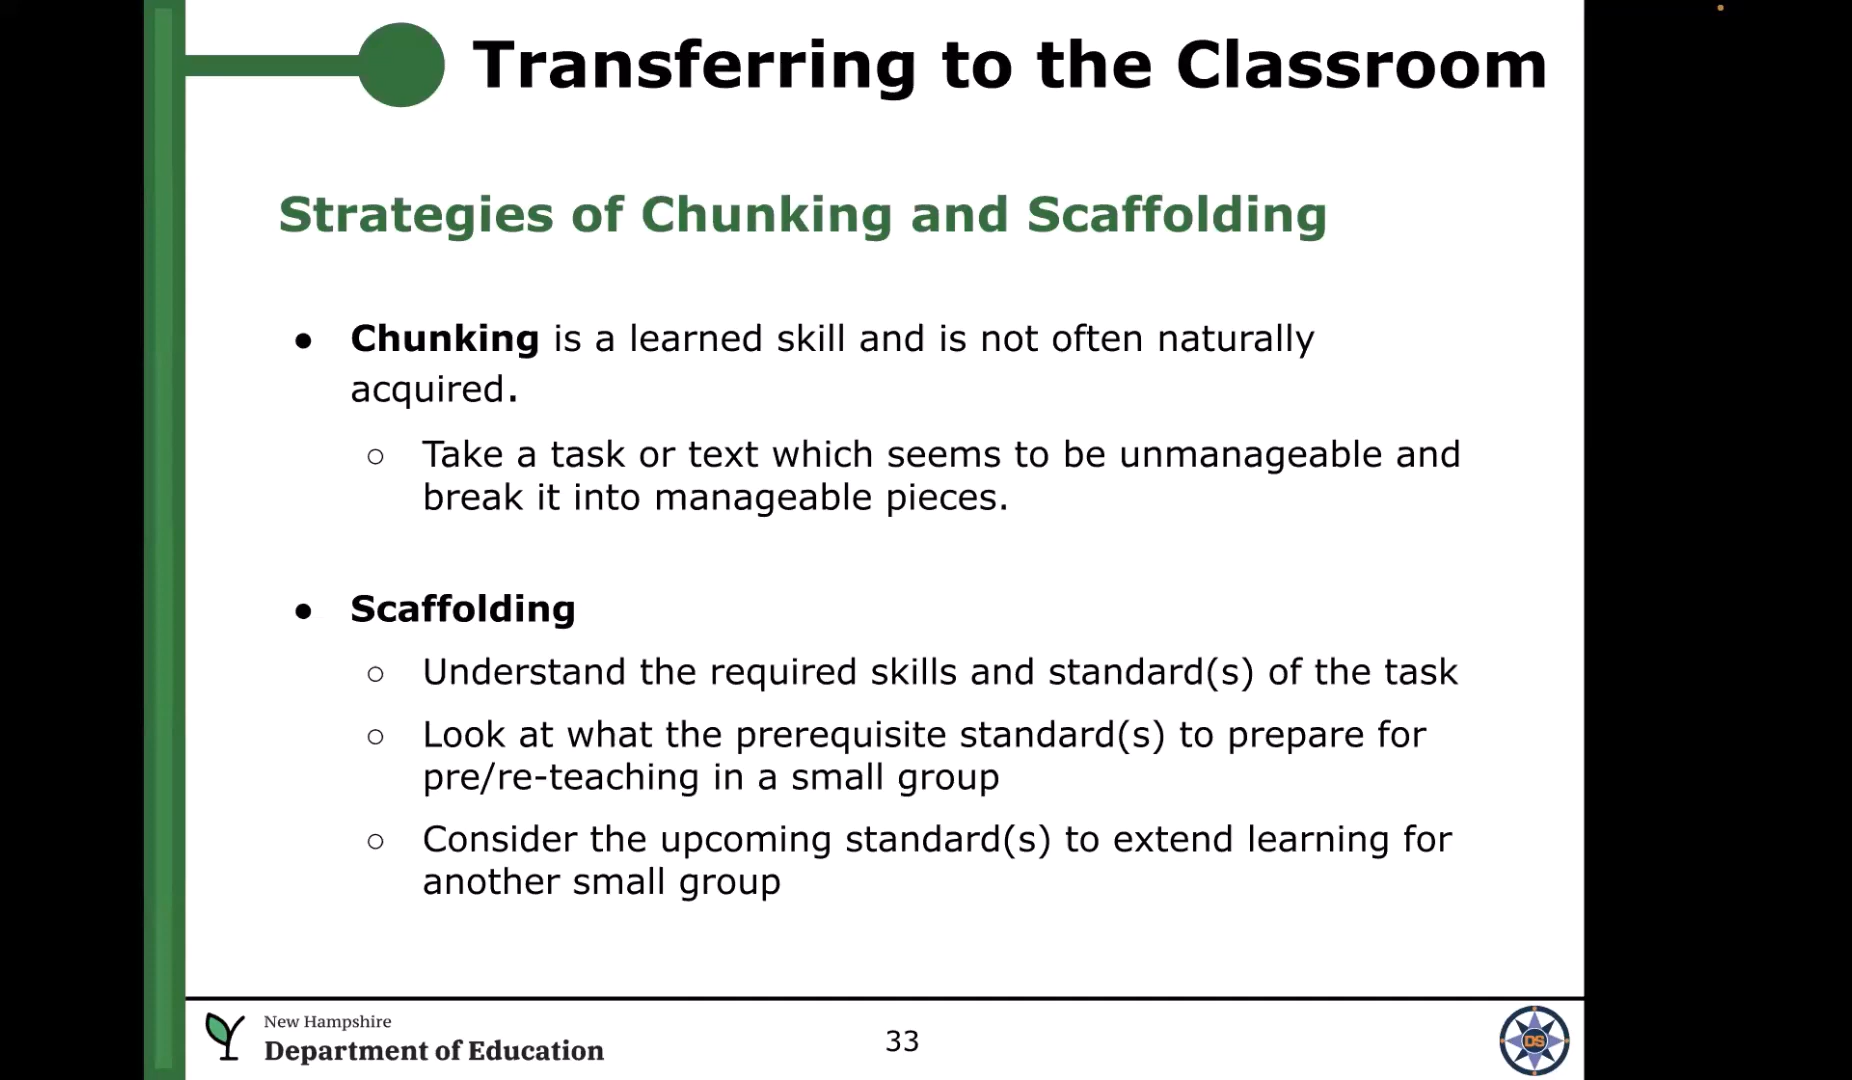 Transferring to the Classroom
Strategies of Chunking and Scaffolding
● Chunking is a learned skill and is not often naturally
acquired.
○ Take a task or text which seems to be unmanageable and
break it into manageable pieces.
● Scaffolding
○ Understand the required skills and standard(s) of the task
○ Look at what the prerequisite standard(s) to prepare for
pre/re-teaching in a small group
○ Consider the upcoming standard(s) to extend learning for
another small group
New Hampshire
Department of Education
33
DS